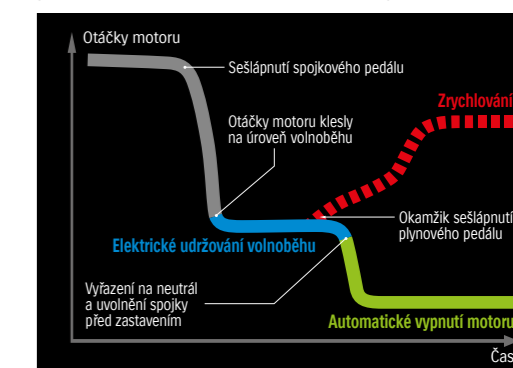 Otáčky motoru
Sešlápnutí spojkového pedálu
Zrychlování
Otáčky motoru klesly
na úroveň volnoběhu
Okamžik sešlápnutí
plynového pedálu
Elektrické udržování volnoběhu
Vyřazení na neutrál
a uvolnění spojky
před zastavením
Automatické vypnutí motoru
Čas